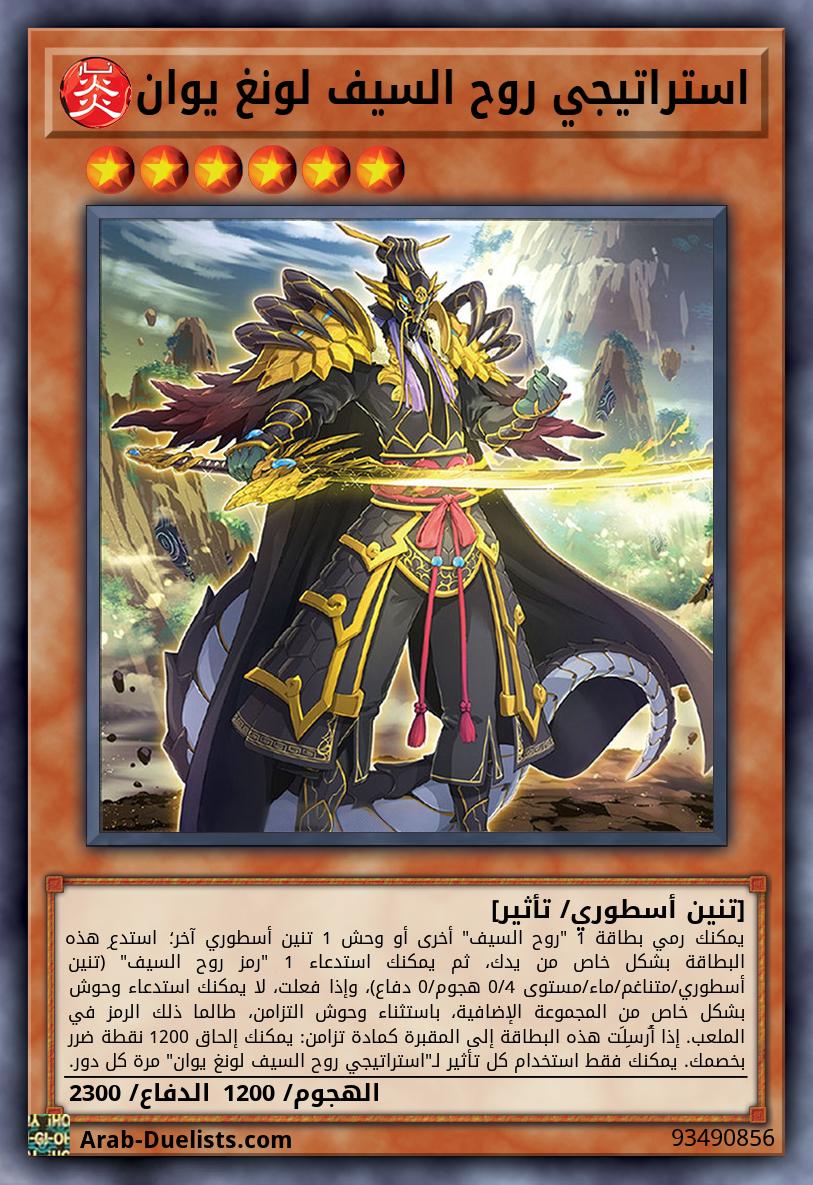 استراتيجي روح السيف لونغ يوان
炎
[تنين أسطوري/ تأثير]
يمكنك رمي بطاقة 1 "روح السيف" أخرى أو وحش 1 تنين أسطوري آخر؛ استدعِ هذه
البطاقة بشكل خاص من يدك، ثم يمكنك استدعاء 1 "رمز روح السيف" (تنين
أسطوري/متناغم/ماء/مستوى 4/0 هجوم/0 دفاع)، وإذا فعلت، لا يمكنك استدعاء وحوش
بشكل خاص من المجموعة الإضافية، باستثناء وحوش التزامن، طالما ذلك الرمز في
الملعب. إذا أُرسلِت هذه البطاقة إلى المقبرة كمادة تزامن: يمكنك إلحاق 1200 نقطة ضرر
بخصمك. يمكنك فقط استخدام كل تأثير لـ"استراتيجي روح السيف لونغ يوان" مرة كل دور.
الهجوم/ 1200 الدفاع/ 2300
Arab-Duelists.com
93490856